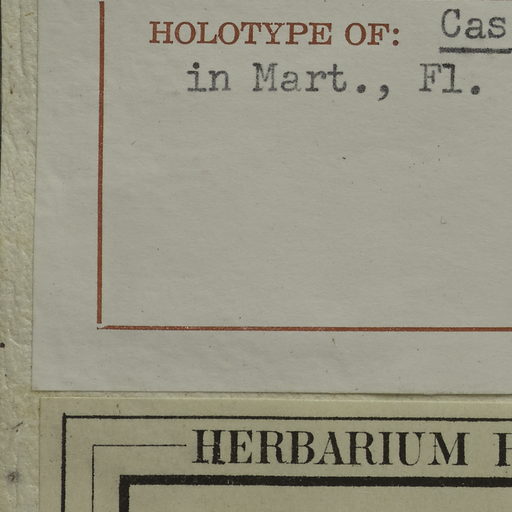 HOLOTYPE OF: Cas
in Mart., Fl.
HERBARIUM